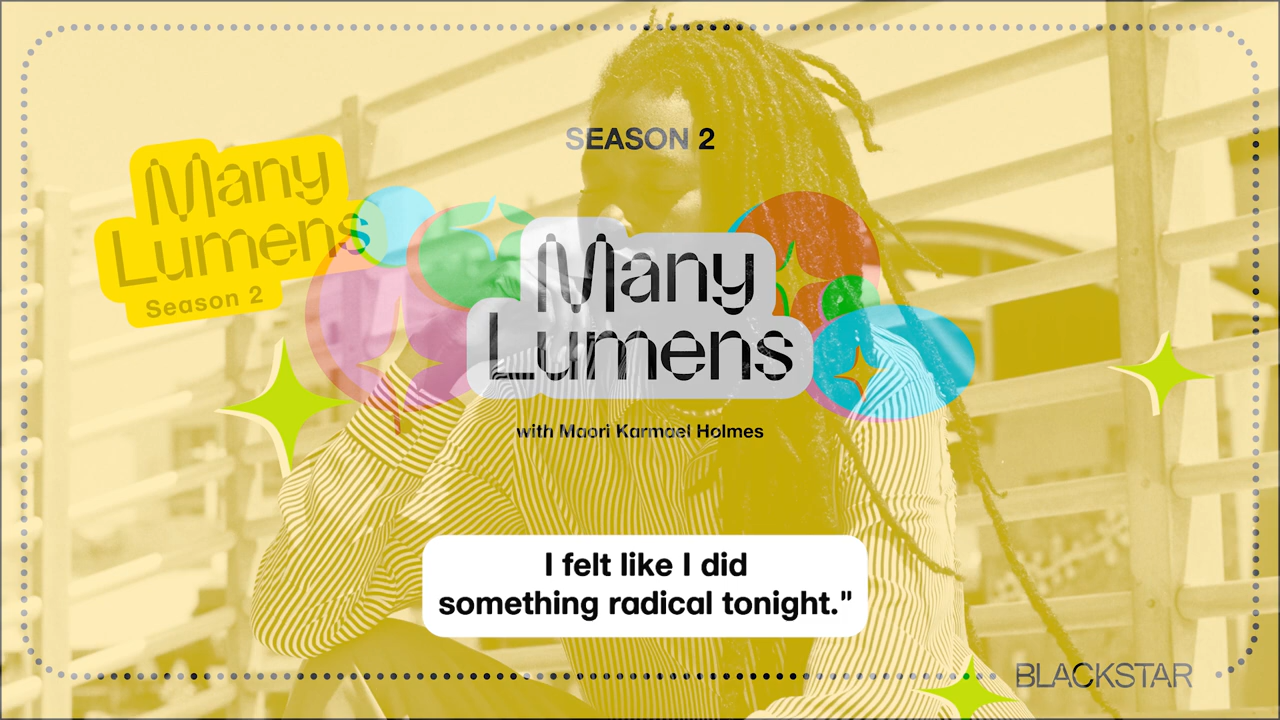 SEASON 2
Many
Lumens
Season 2
Many
Lumens
with Maori Karmael Holmes
I felt like I did
something radical tonight."
BLACKSTAR